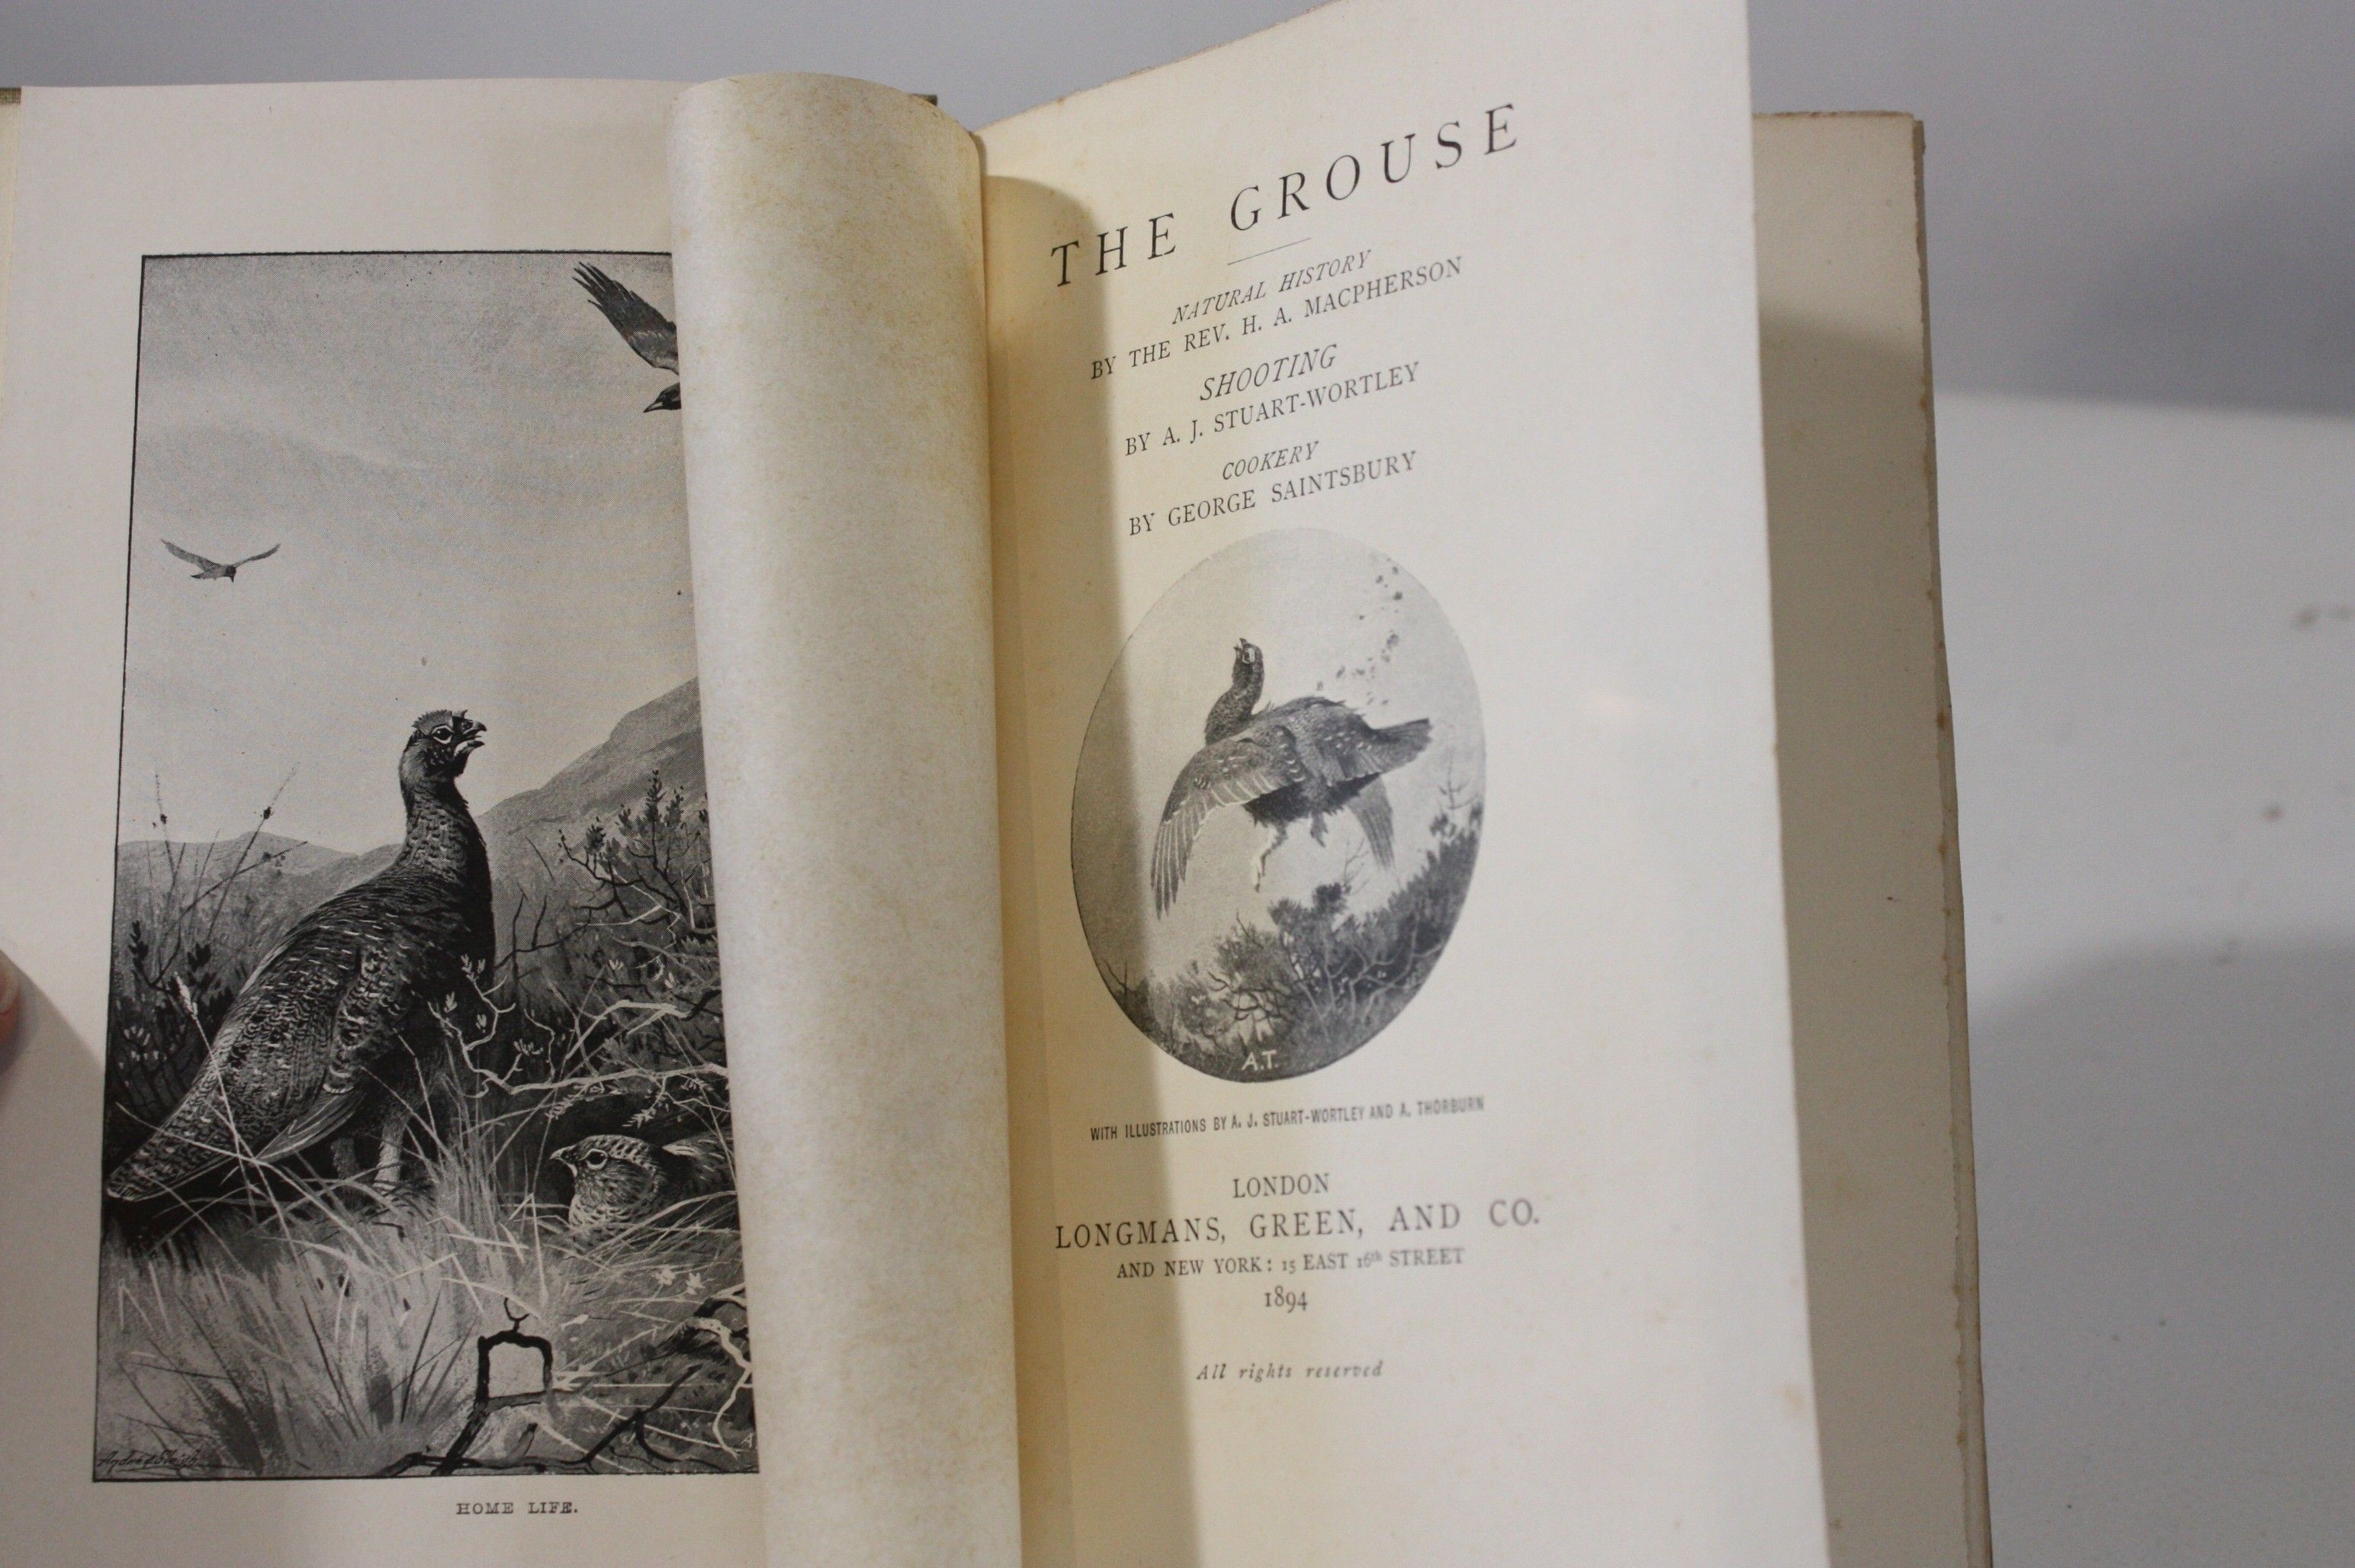 HOME LIFE.
THE GROUSE
NATURAL HISTORY
BY THE REV. H. A. MACPHERSON
SHOOTING
BY A. J. STUART-WORTLEY
COOKERY
BY GEORGE SAINTSBURY
A.T.
WITH ILLUSTRATIONS BY A. J. STUART-WORTLEY AND A. THORBURN
LONDON
LONGMANS, GREEN, AND CO.
AND NEW YORK: 15 EAST 16th STREET
1894
All rights reserved